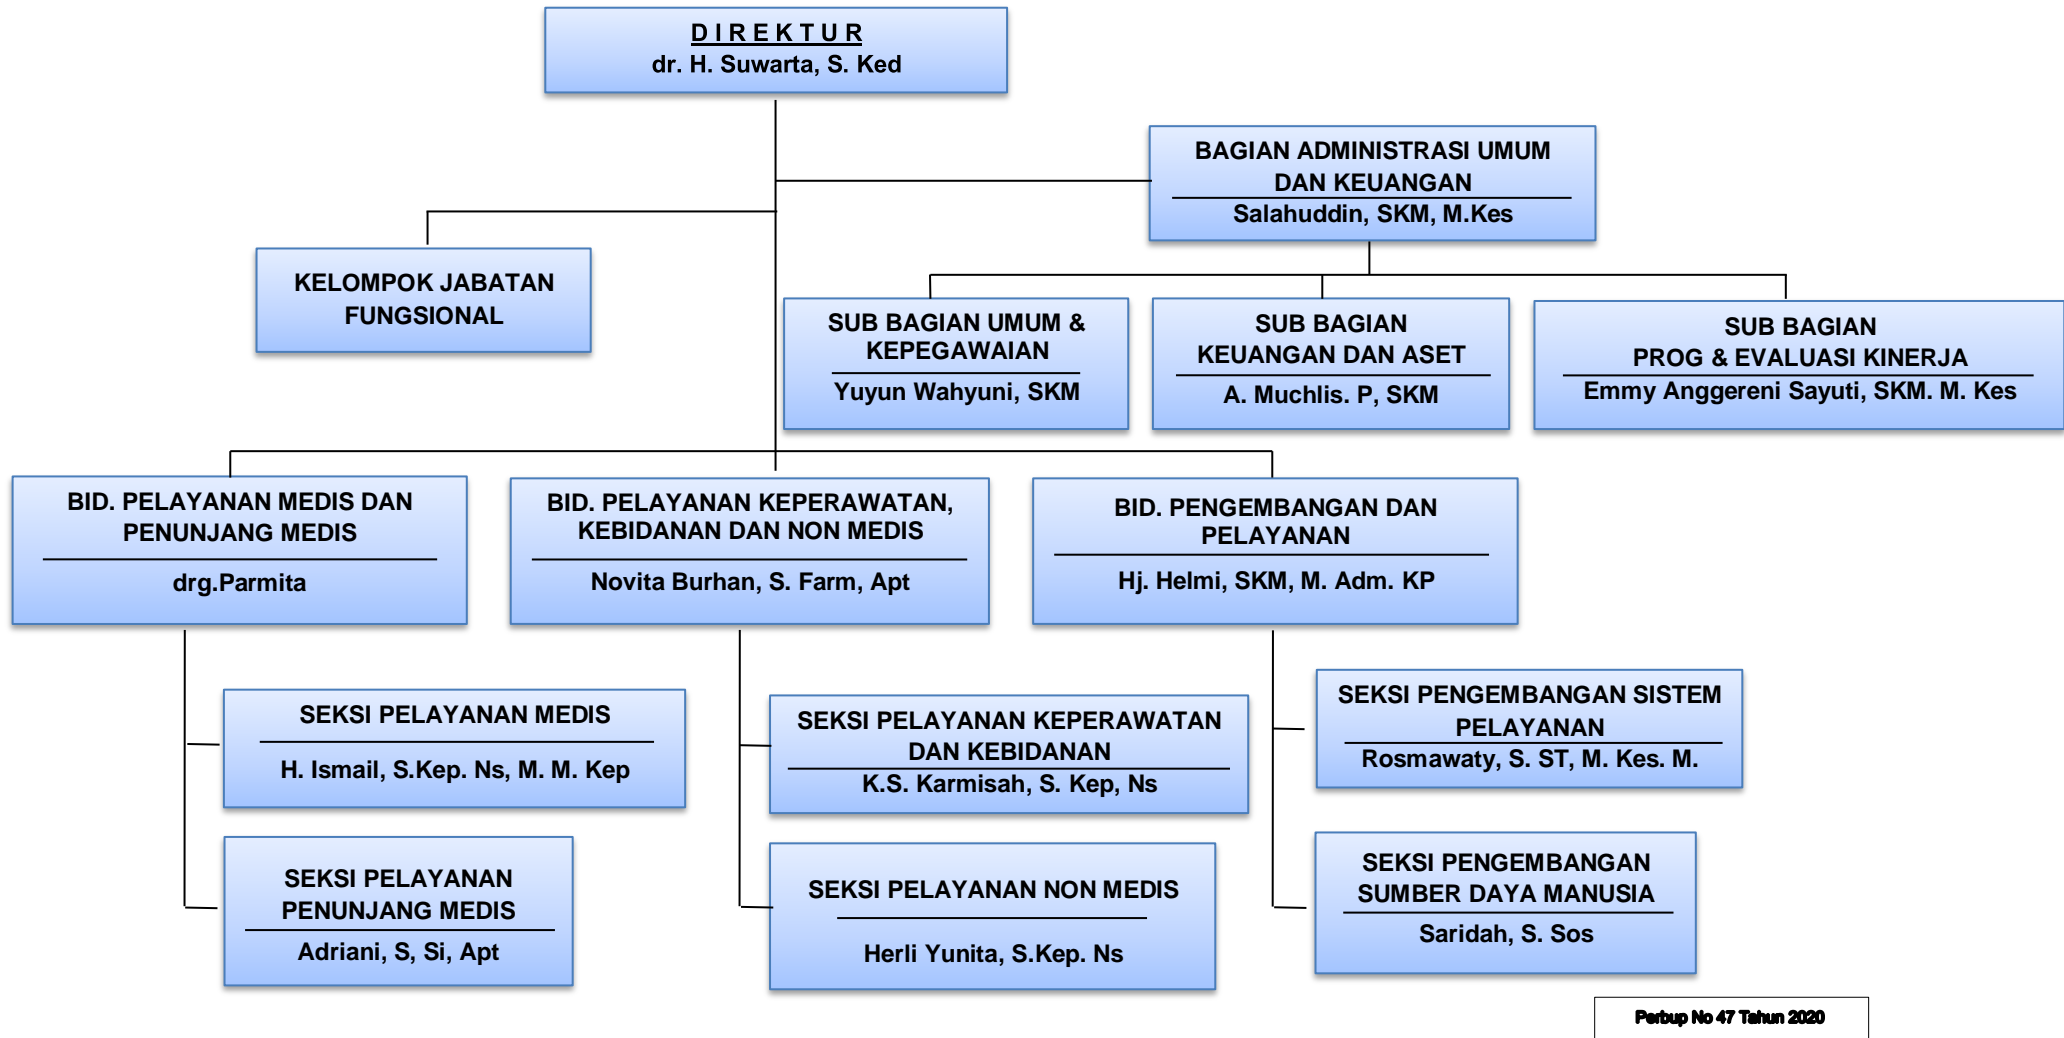 D I R E K T U R
dr. H. Suwarta, S. Ked
BAGIAN ADMINISTRASI UMUM
DAN KEUANGAN
Salahuddin, SKM, M.Kes
KELOMPOK JABATAN
FUNGSIONAL
SUB BAGIAN UMUM &
KEPEGAWAIAN
Yuyun Wahyuni, SKM
SUB BAGIAN
KEUANGAN DAN ASET
A. Muchlis. P, SKM
SUB BAGIAN
PROG & EVALUASI KINERJA
Emmy Anggereni Sayuti, SKM. M. Kes
BID. PELAYANAN MEDIS DAN
PENUNJANG MEDIS
drg.Parmita
BID. PELAYANAN KEPERAWATAN,
KEBIDANAN DAN NON MEDIS
Novita Burhan, S. Farm, Apt
BID. PENGEMBANGAN DAN
PELAYANAN
Hj. Helmi, SKM, M. Adm. KP
SEKSI PELAYANAN MEDIS
H. Ismail, S.Kep. Ns, M. M. Kep
SEKSI PELAYANAN KEPERAWATAN
DAN KEBIDANAN
K.S. Karmisah, S. Kep, Ns
SEKSI PENGEMBANGAN SISTEM
PELAYANAN
Rosmawaty, S. ST, M. Kes. M.
SEKSI PELAYANAN
PENUNJANG MEDIS
Adriani, S, Si, Apt
SEKSI PELAYANAN NON MEDIS
Herli Yunita, S.Kep. Ns
SEKSI PENGEMBANGAN
SUMBER DAYA MANUSIA
Saridah, S. Sos
Perbup No 47 Tahun 2020